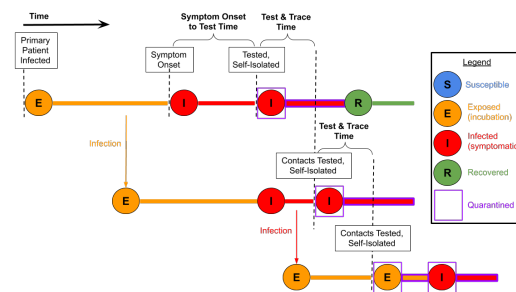 Time
Symptom Onset
to Test Time
Test & Trace
Time
Primary
Patient
Infected
Symptom
Onset
Tested,
Self-Isolated
E
I
I
R
Test & Trace
Time
Infection
Contacts Tested,
Self-Isolated
E
I
I
Infection
Contacts Tested,
Self-Isolated
E
E
I
Legend
S
Susceptible
E
Exposed
(incubation)
I
Infected
(symptomatic
R
Recovered
Quarantined